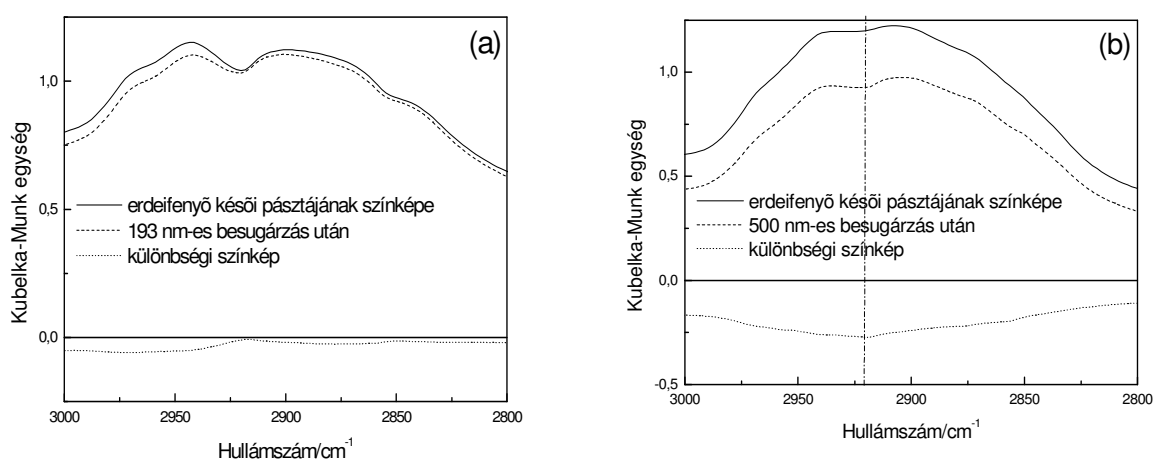 (a)
1,0
0,5
0,0
Kubelka-Munk egység
erdeifenyõ késõi pásztájának színképe
193 nm-es besugárzás után
különbségi színkép
3000 2950 2900 2850 2800
Hullámszám/cm-1
(b)
1,0
0,5
0,0
-0,5
Kubelka-Munk egység
erdeifenyõ késõi pásztájának színképe
500 nm-es besugárzás után
különbségi színkép
3000 2950 2900 2850 2800
Hullámszám/cm-1